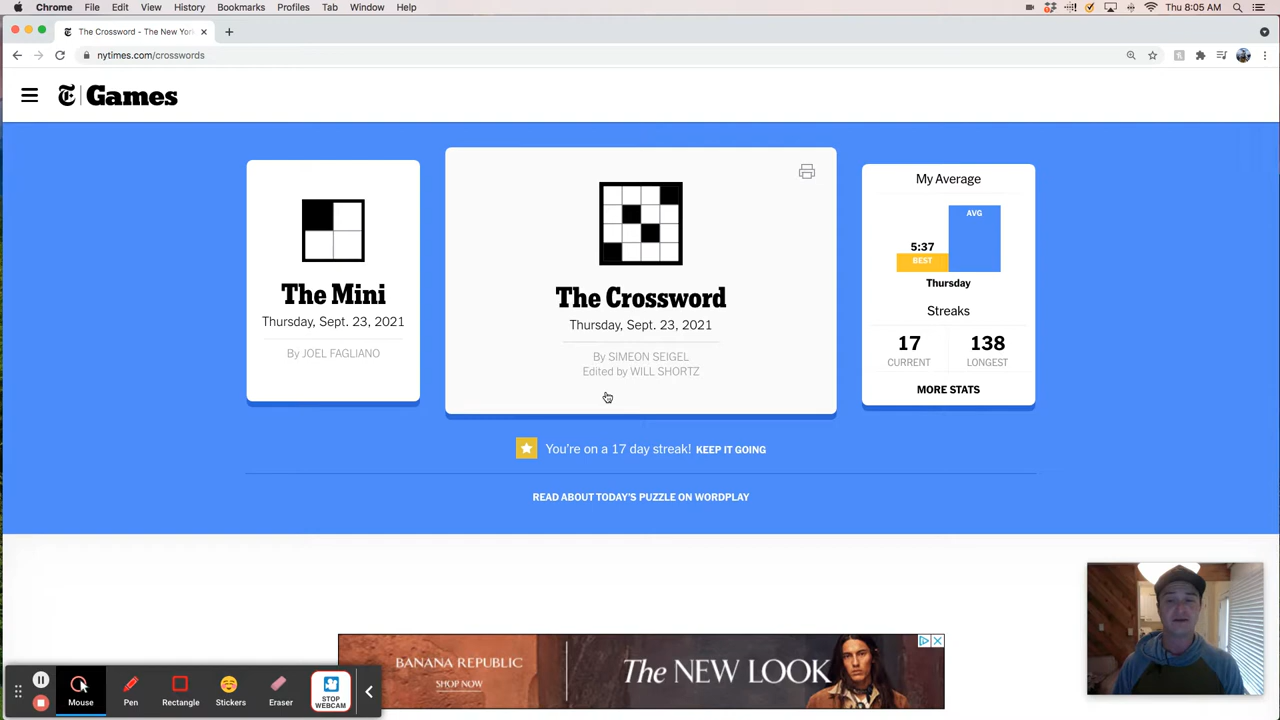 Chrome File Edit View History Bookmarks Profiles Tab Window Help Thu 8:05 AM
The Crossword - The New Yor
nytimes.com/crosswords
T Games
The Mini
Thursday, Sept. 23, 2021
By JOEL FAGLIANO
The Crossword
Thursday, Sept. 23, 2021
By SIMEON SEIGEL
Edited by WILL SHORTZ
My Average
AVG
5:37
BEST
Thursday
Streaks
17 138
CURRENT LONGEST
MORE STATS
You're on a 17 day streak! KEEP IT GOING
READ ABOUT TODAY'S PUZZLE ON WORDPLAY
BANANA REPUBLIC
SHOP NOW
The NEW LOOK
Mouse Pen Rectangle Stickers Eraser
STOP
WEBCAM